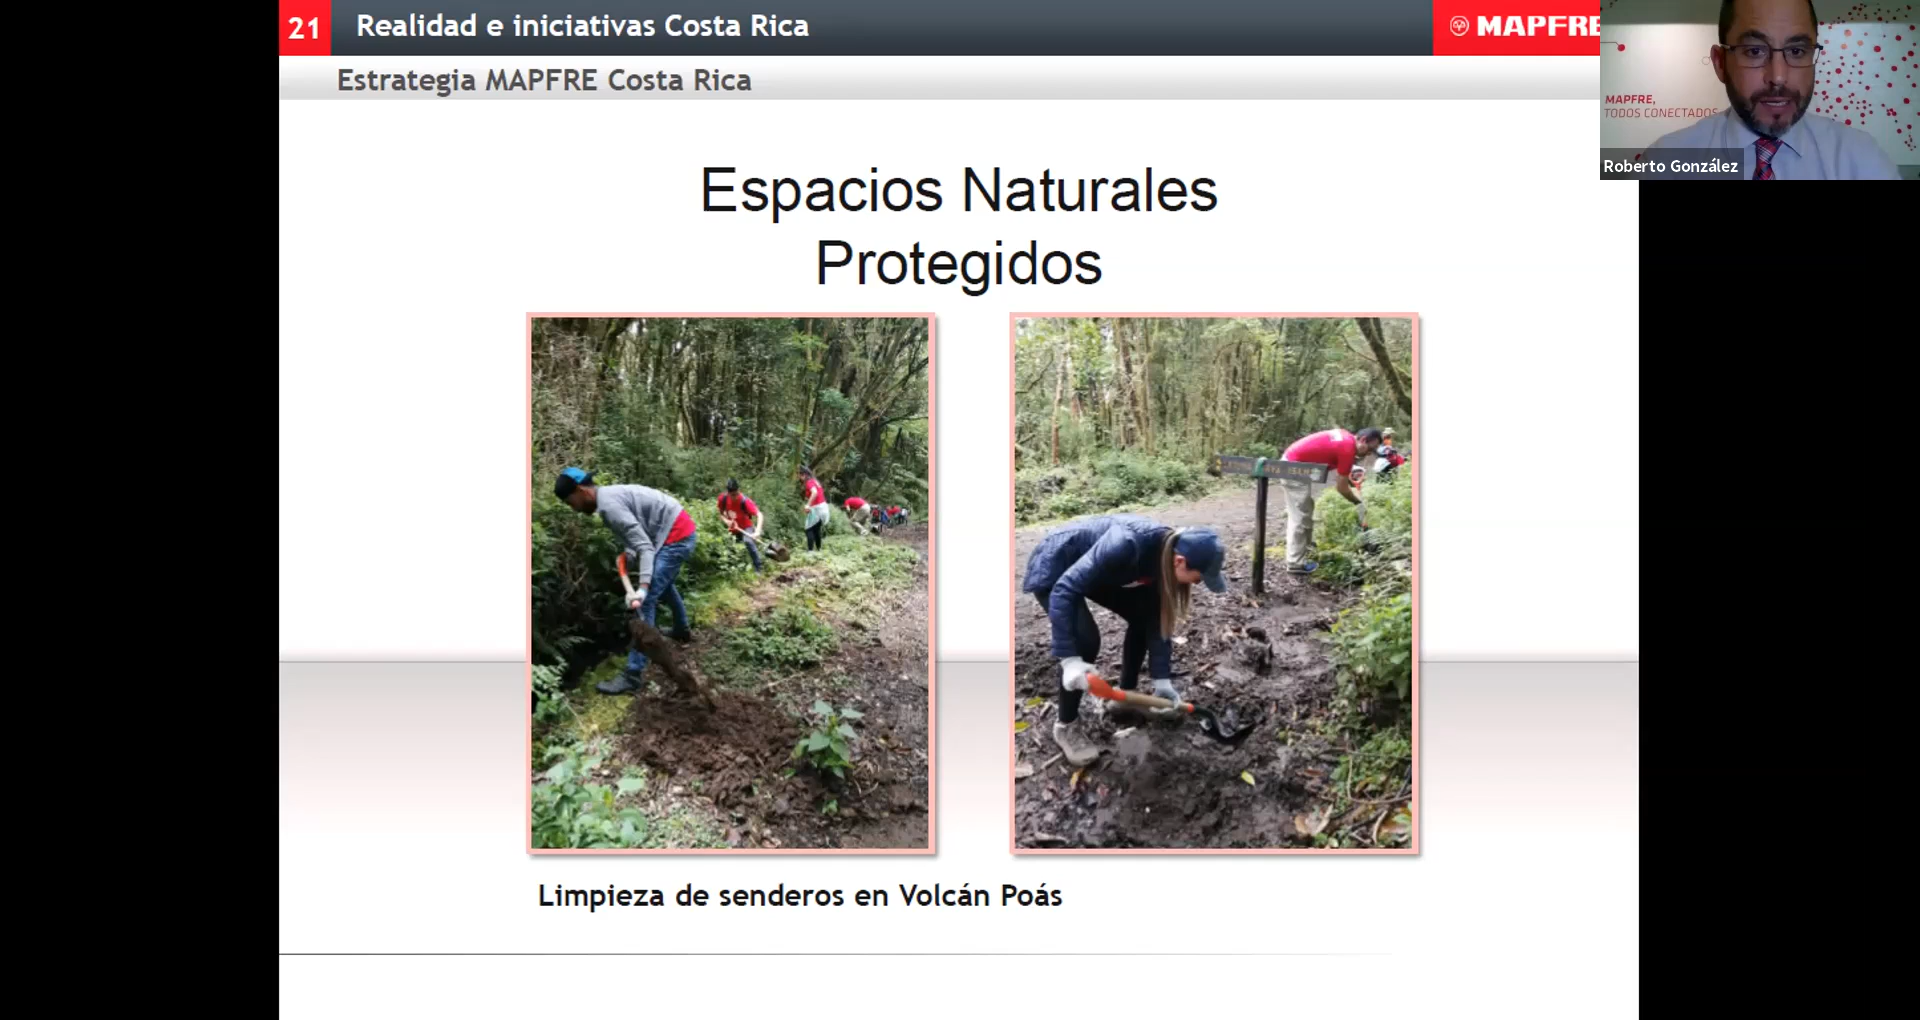 21
Realidad e iniciativas Costa Rica
MAPFRE
Estrategia MAPFRE Costa Rica
MAPFRE,
TODOS CONECTADOS
Roberto González
Espacios Naturales
Protegidos
Limpieza de senderos en Volcán Poás